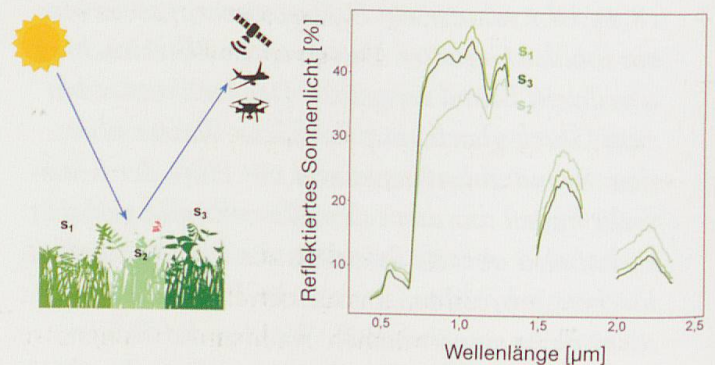 S₁
S₂
S₃
Reflektiertes Sonnenlicht [%]
40
30
20
10
S₁
S₃
S₂
0,5
1,0
1,5
2,0
2,5
Wellenlänge [µm]